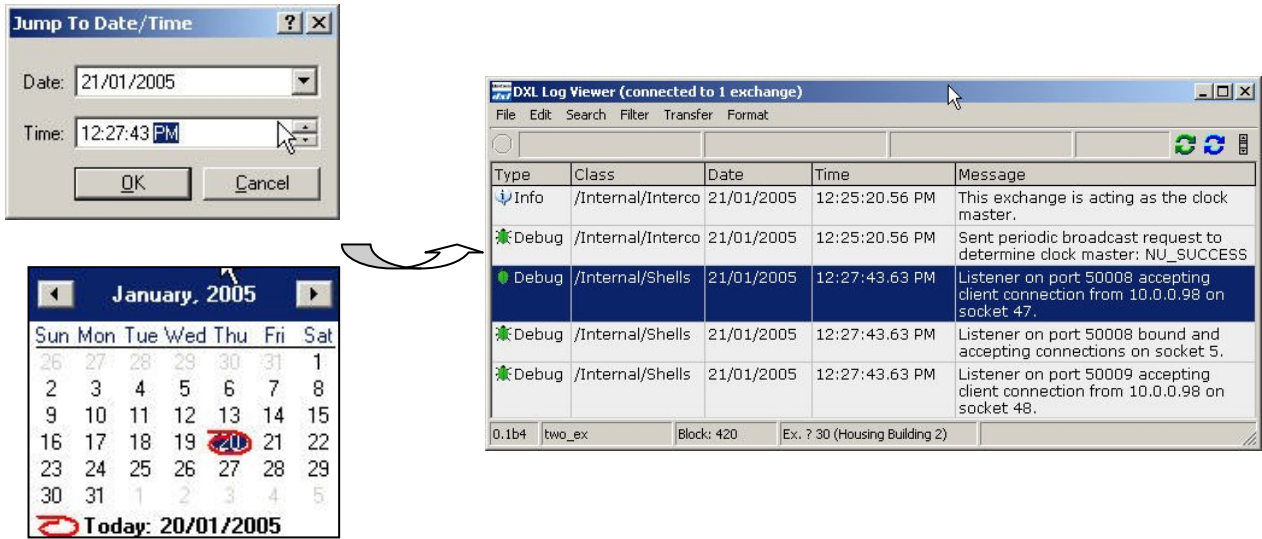 Jump To Date/Time
Date: 21/01/2005
Time: 12:27:43 PM
OK Cancel
January, 2005
Sun Mon Tue Wed Thu Fri Sat
26 27 28 29 30 31 1
2 3 4 5 6 7 8
9 10 11 12 13 14 15
16 17 18 19 20 21 22
23 24 25 26 27 28 29
30 31 1 2 3 4 5
Today: 20/01/2005
DXL Log Viewer (connected to 1 exchange)
File Edit Search Filter Transfer Format
Type Class Date Time Message
Info /Internal/Interco 21/01/2005 12:25:20.56 PM This exchange is acting as the clock
master.
Debug /Internal/Interco 21/01/2005 12:25:20.56 PM Sent periodic broadcast request to
determine clock master: NU_SUCCESS
Debug /Internal/Shells 21/01/2005 12:27:43.63 PM Listener on port 50008 accepting
client connection from 10.0.0.98 on
socket 47.
Debug /Internal/Shells 21/01/2005 12:27:43.63 PM Listener on port 50008 bound and
accepting connections on socket 5.
Debug /Internal/Shells 21/01/2005 12:27:43.63 PM Listener on port 50009 accepting
client connection from 10.0.0.98 on
socket 48.
0.1b4 two_ex Block: 420 Ex. ? 30 (Housing Building 2)